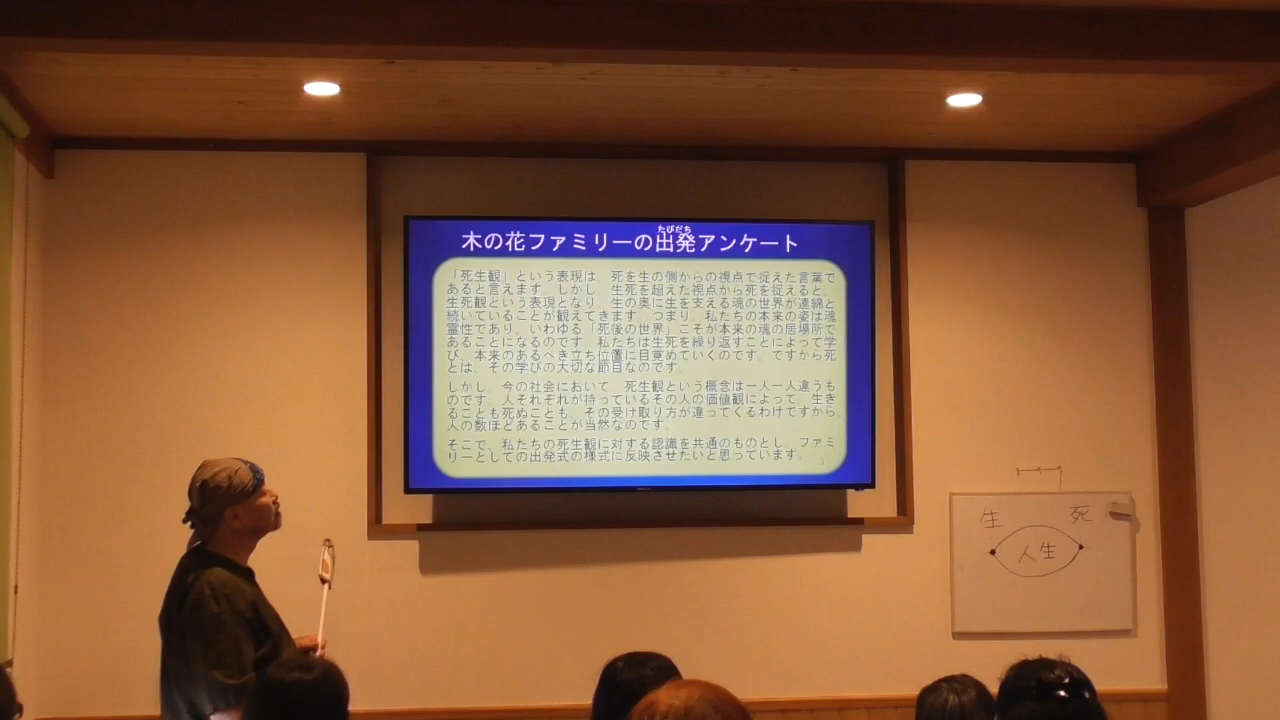 木の花ファミリーの出発アンケート
たびだち
「死生観」という表現は、死を生の側からの視点で捉えた言葉で
あると言えます。しかし、生死を超えた視点から死を捉えると、
生死観という表現となり、生の奥に生を支える魂の世界が連綿と
続いていることが観えてきます。つまり、私たちの本来の姿は魂
霊性であり、いわゆる「死後の世界」こそが本来の魂の居場所で
あることになるのです。私たちは生死を繰り返すことによって学
び、本来のあるべき立ち位置に目覚めていくのです。ですから死
とは、その学びの大切な節目なのです。
しかし、今の社会において、死生観という概念は一人一人違うも
のです。人それぞれが持っているその人の価値観によって、生き
ることも死ぬことも、その受け取り方が違ってくるわけですから、
人の数ほどあることが当然なのです。
そこで、私たちの死生観に対する認識を共通のものとし、ファミ
リーとしての出発式の様式に反映させたいと思っています。
3
生 死
人生